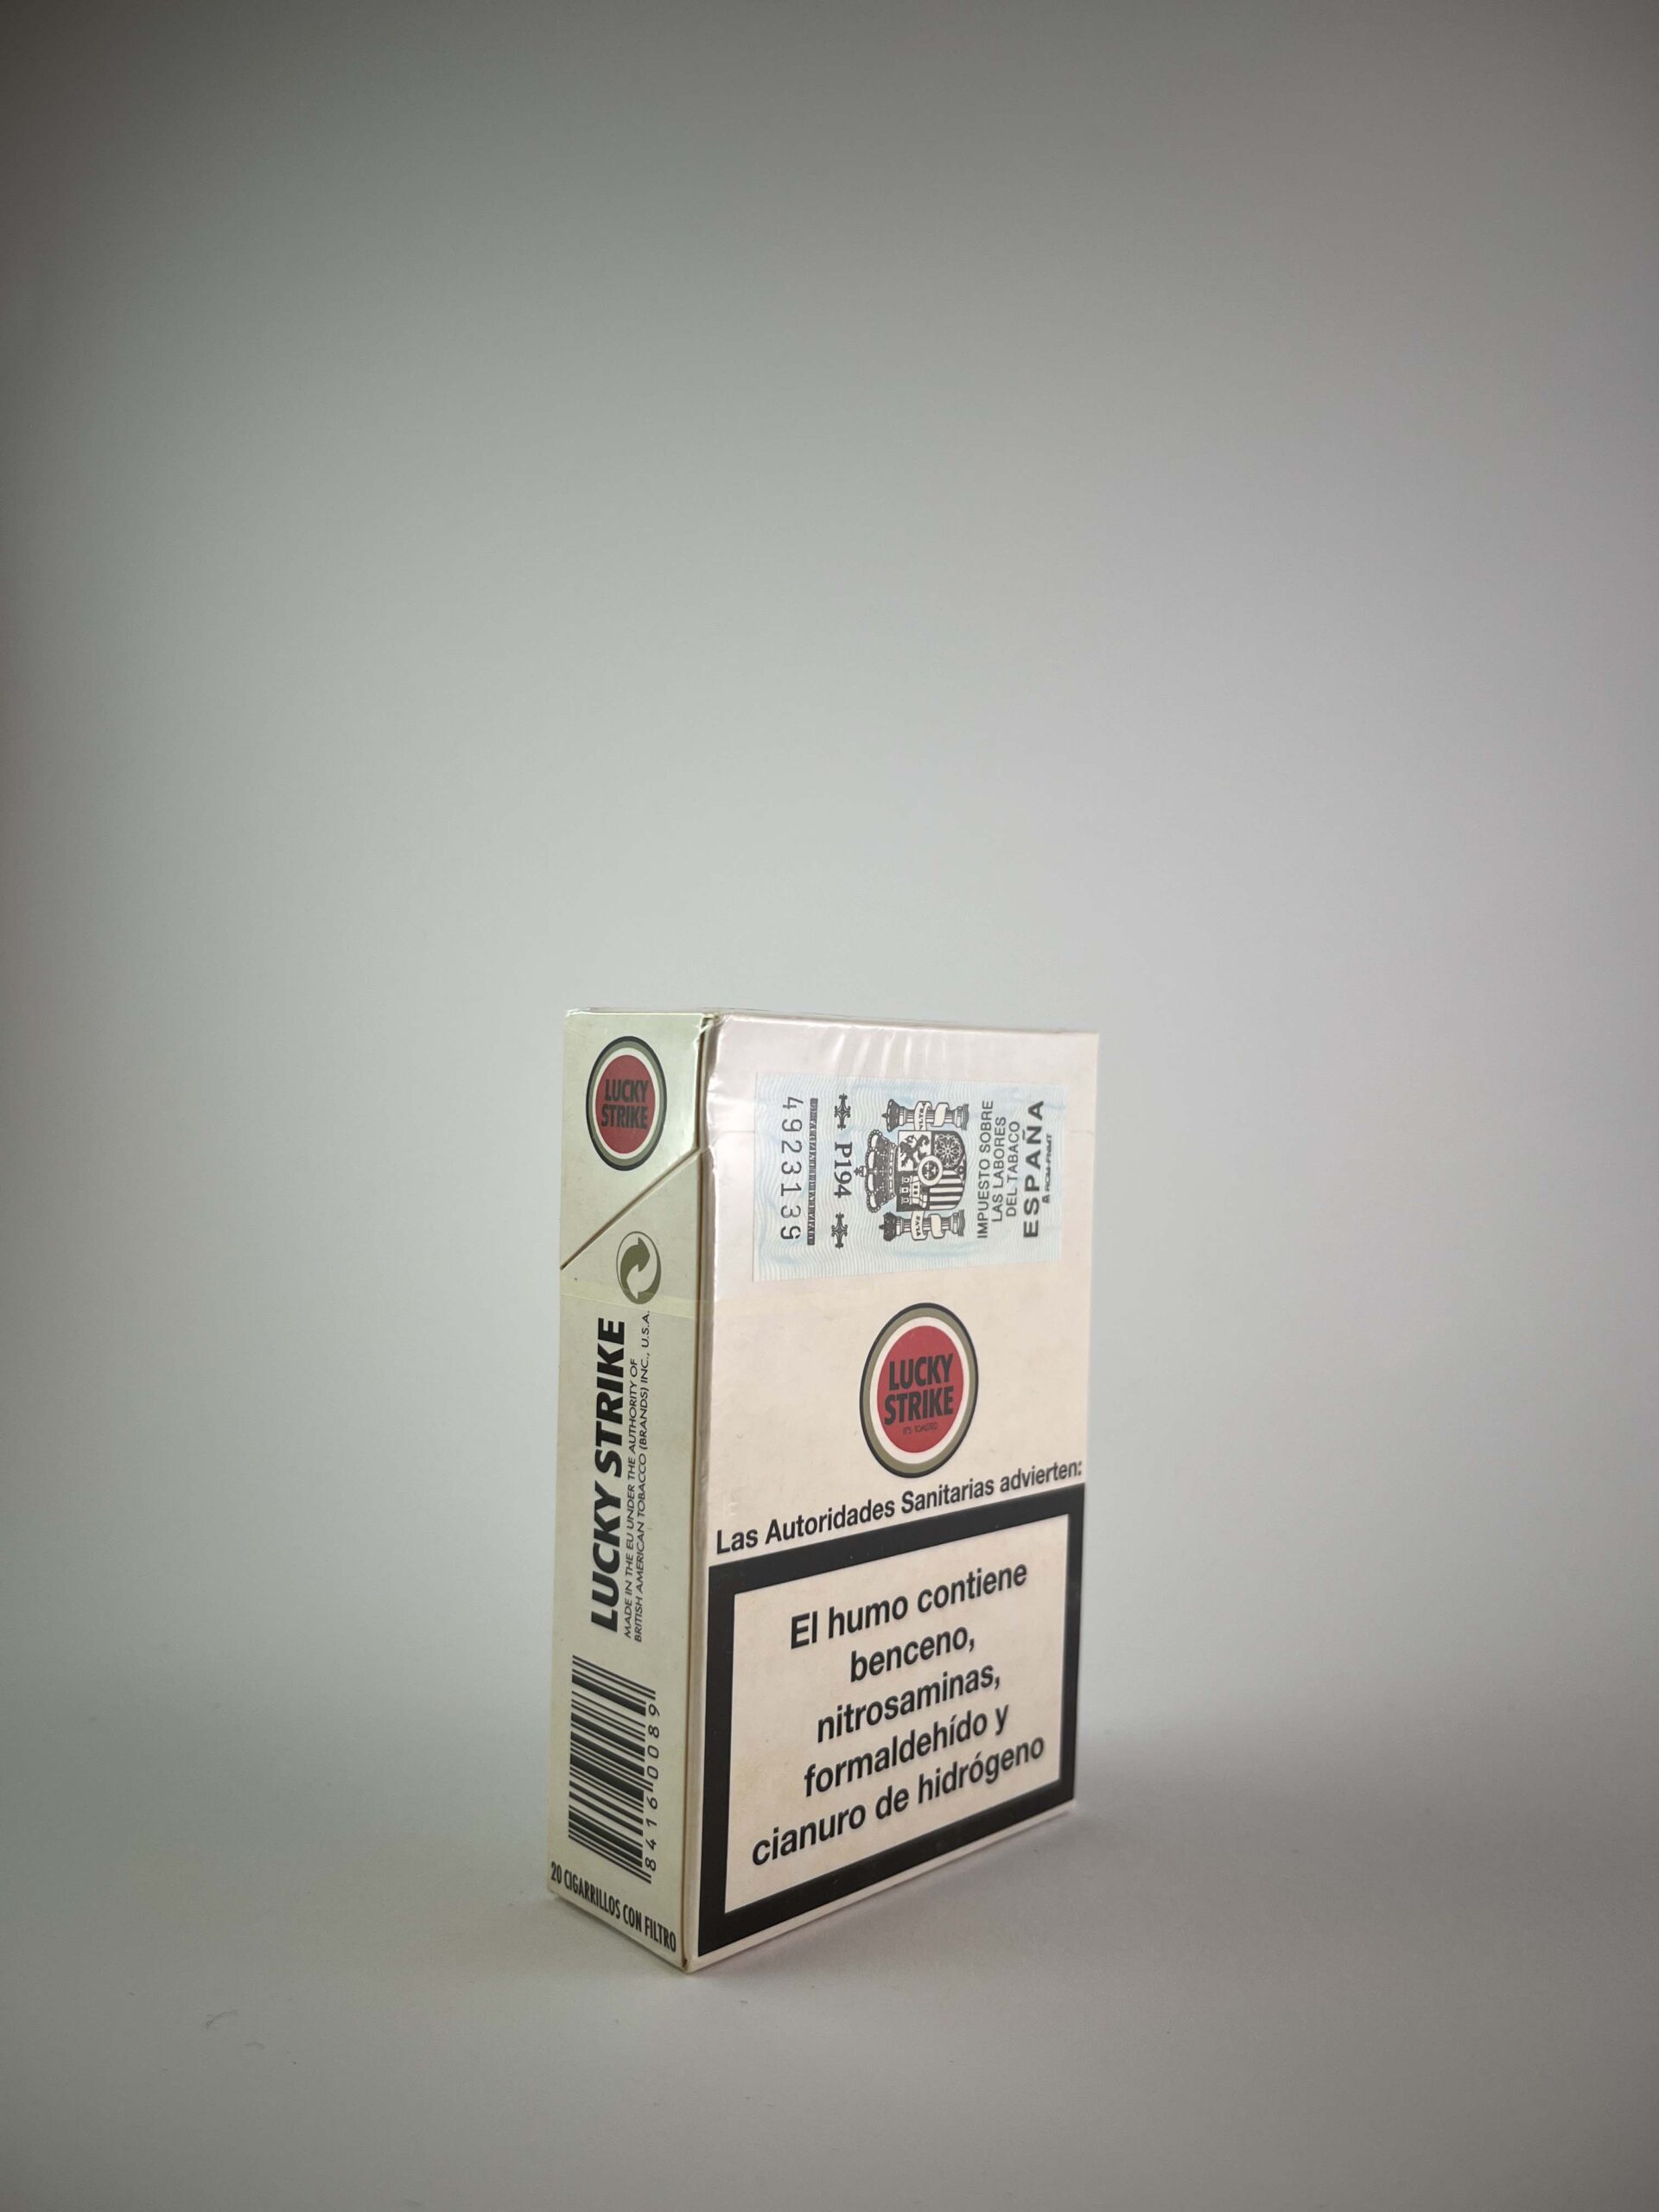 LUCKY
STRIKE
LUCKY STRIKE
MADE IN THE EU UNDER THE AUTHORITY OF
BRITISH AMERICAN TOBACCO (BRANDS) INC., U.S.A.
84160089
20 CIGARRILLOS CON FILTRO
4923139
P194
IMPUESTO SOBRE
LAS LABORES
DEL TABACO
ESPAÑA
LUCKY
STRIKE
IT'S TOASTED
Las Autoridades Sanitarias advierten:
El humo contiene
benceno,
nitrosaminas,
formaldehído y
cianuro de hidrógeno